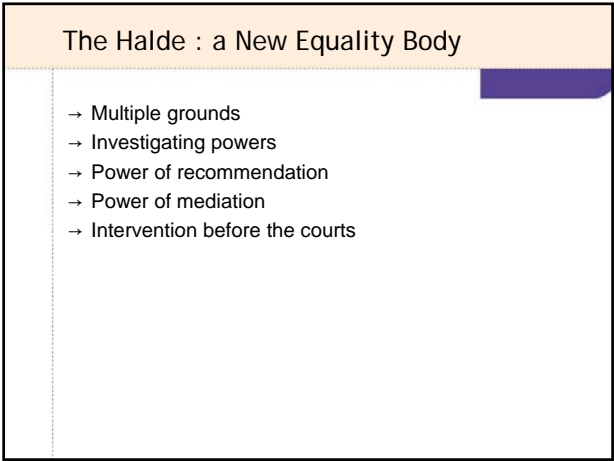 The Halde : a New Equality Body
→ Multiple grounds
→ Investigating powers
→ Power of recommendation
→ Power of mediation
→ Intervention before the courts